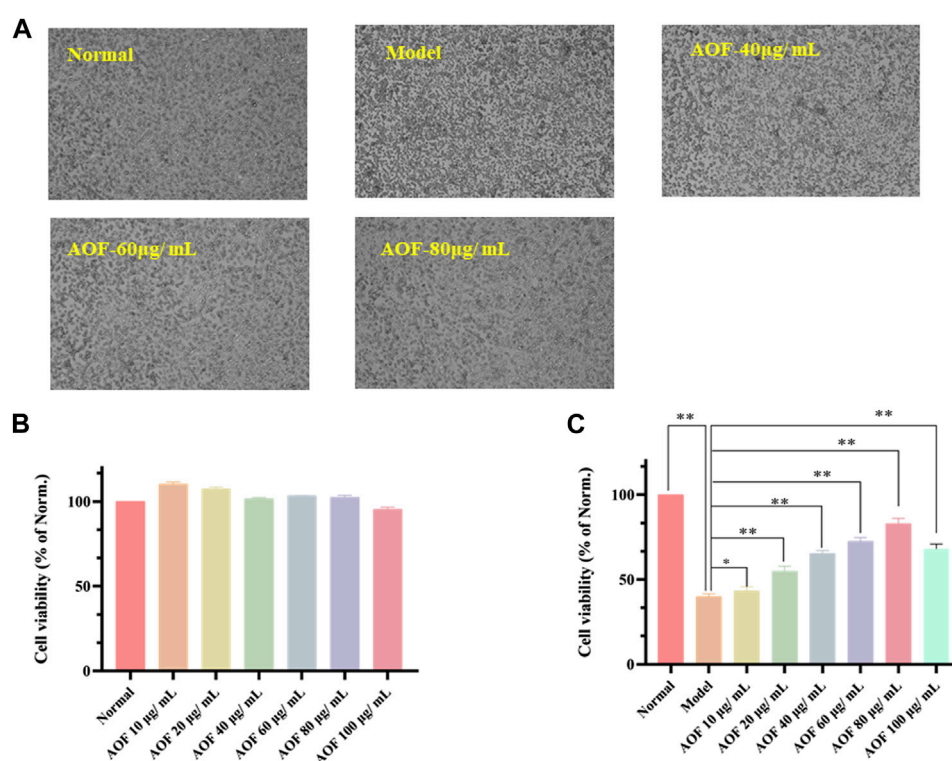 A
Normal
Model
AOF-40μg/ mL
AOF-60μg/ mL
AOF-80μg/ mL
B
Cell viability (% of Norm.)
100
50
0
Normal
AOF 10 μg/ mL
AOF 20 μg/ mL
AOF 40 μg/ mL
AOF 60 μg/ mL
AOF 80 μg/ mL
AOF 100 μg/ mL
C
Cell viability (% of Norm.)
100
50
0
**
**
**
**
**
**
*
Normal
Model
AOF 10 μg/ mL
AOF 20 μg/ mL
AOF 40 μg/ mL
AOF 60 μg/ mL
AOF 80 μg/ mL
AOF 100 μg/ mL